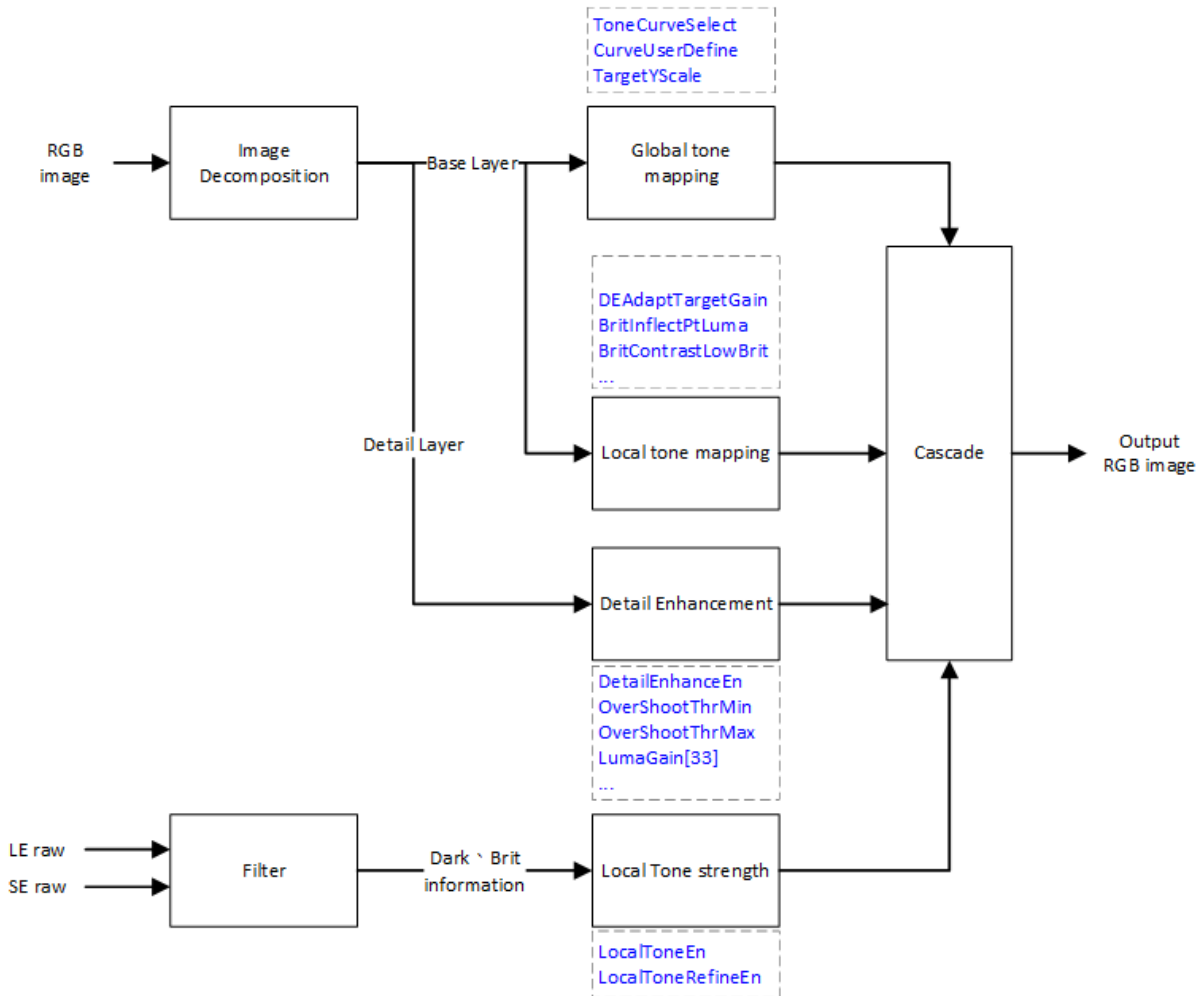 ToneCurveSelect
CurveUserDefine
TargetYScale
RGB
image
Image
Decomposition
Base Layer
Global tone
mapping
DEAdaptTargetGain
BritInflectPtLuma
BritContrastLowBrit
...
Detail Layer
Local tone mapping
Cascade
Output
RGB image
Detail Enhancement
DetailEnhanceEn
OverShootThrMin
OverShootThrMax
LumaGain[33]
...
LE raw
SE raw
Filter
Dark、Brit
information
Local Tone strength
LocalToneEn
LocalToneRefineEn